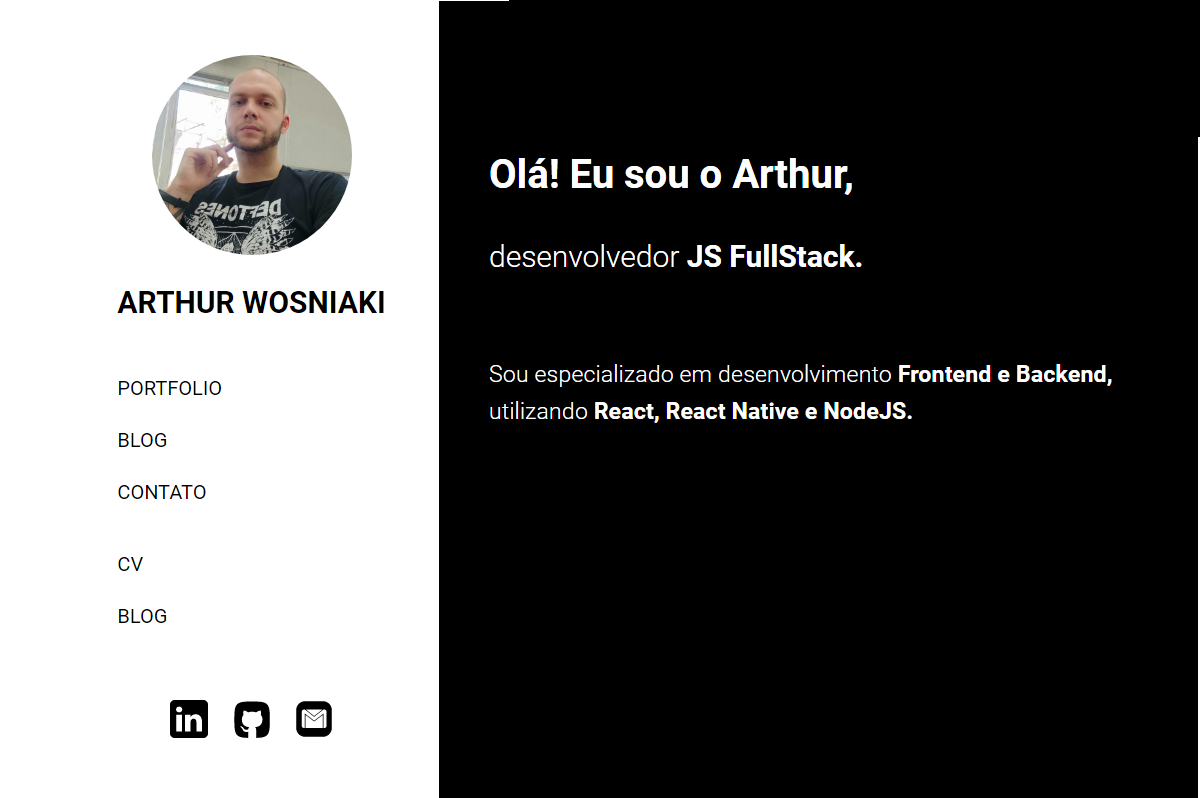 DEFTONES
ARTHUR WOSNIAKI
PORTFOLIO
BLOG
CONTATO
CV
BLOG
in
Olá! Eu sou o Arthur,
desenvolvedor JS FullStack.
Sou especializado em desenvolvimento Frontend e Backend,
utilizando React, React Native e NodeJS.